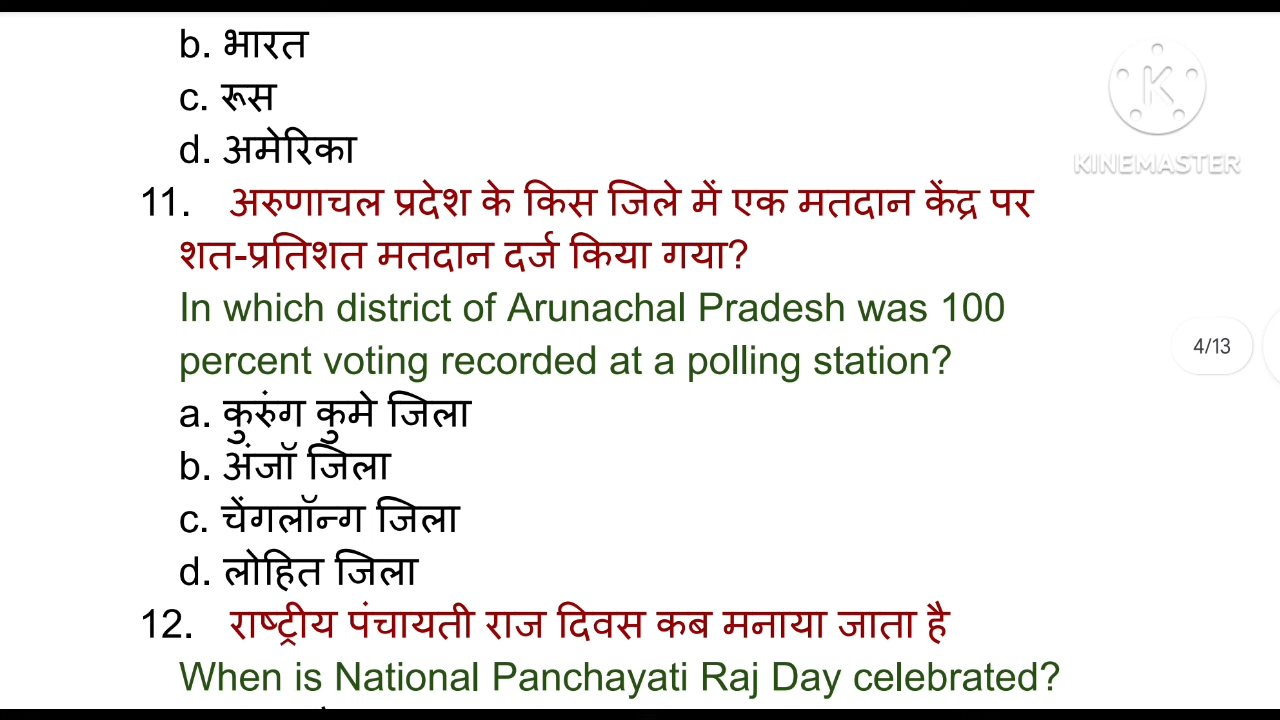 b. भारत
c. रूस
d. अमेरिका
KINEMASTER
11. अरुणाचल प्रदेश के किस जिले में एक मतदान केंद्र पर
शत-प्रतिशत मतदान दर्ज किया गया?
In which district of Arunachal Pradesh was 100
percent voting recorded at a polling station?
4/13
a. कुरुंग कुमे जिला
b. अंजॉ जिला
c. चेंगलॉन्ग जिला
d. लोहित जिला
12. राष्ट्रीय पंचायती राज दिवस कब मनाया जाता है
When is National Panchayati Raj Day celebrated?